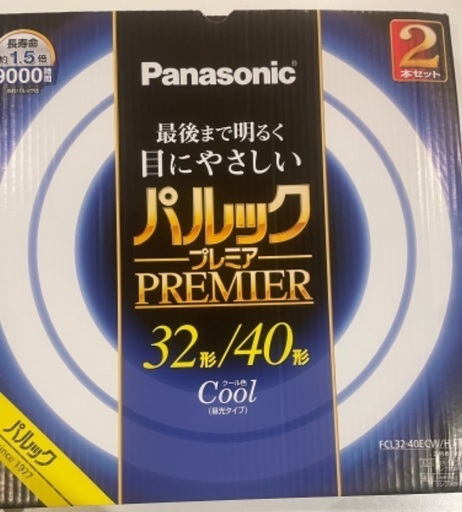 長寿命
約1.5倍
9000時間
Panasonic
2
本セット
最後まで明るく
目にやさしい
パルック
プレミア
PREMIER
32形/40形
クール色
Cool
(昼光タイプ)
パルック
since 1977
FCL32・40ECW/H